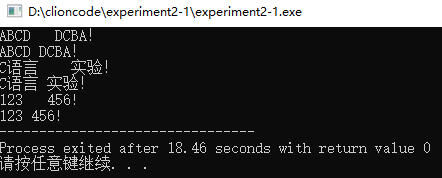 D:\clioncode\experiment2-1\experiment2-1.exe
ABCD   DCBA!
ABCD DCBA!
C语言    实验!
C语言 实验!
123   456!
123 456!
--------------------------------
Process exited after 18.46 seconds with return value 0
请按任意键继续. . .